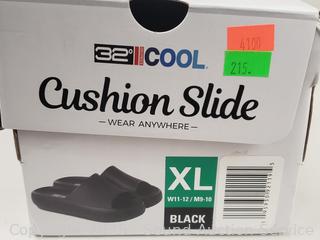 32° COOL
4100
215.
Cushion Slide
— WEAR ANYWHERE —
XL
W11-12 / M9-10
BLACK